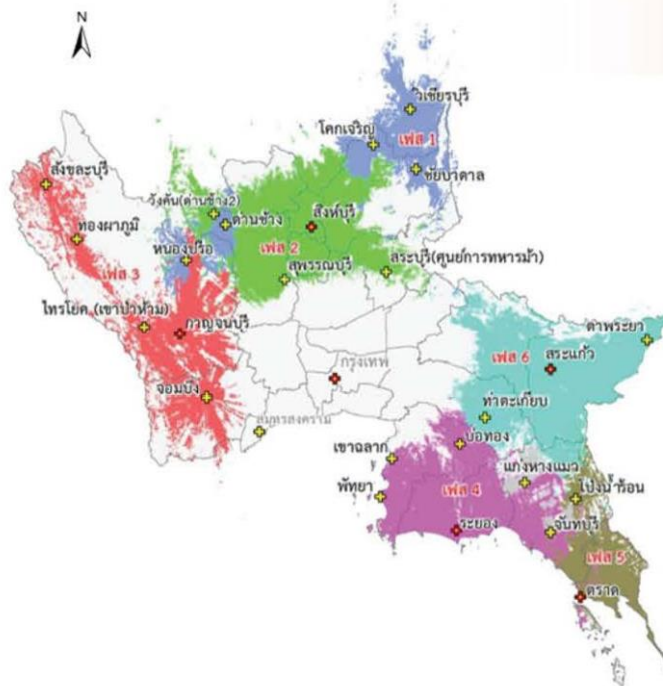 N
วิเชียรบุรี
โคกเจริญ
เฟส 1
ชัยบาดาล
สังขละบุรี
วังคัน(ด่านช้าง2)
ด่านช้าง
สิงห์บุรี
ทองผาภูมิ
หนองปรือ
เฟส 2
เฟส 3
สุพรรณบุรี
สระบุรี(ศูนย์การทหารม้า)
ไทรโยค (เขาป่าห้าม)
กาญจนบุรี
ตาพระยา
เฟส 6
สระแก้ว
กรุงเทพ
จอมบึง
สมุทรสงคราม
ท่าตะเกียบ
บ่อทอง
เขาฉลาก
แก่งหางแมว
พัทยา
เฟส 4
โป่งน้ำร้อน
ระยอง
จันทบุรี
เฟส 5
ตราด